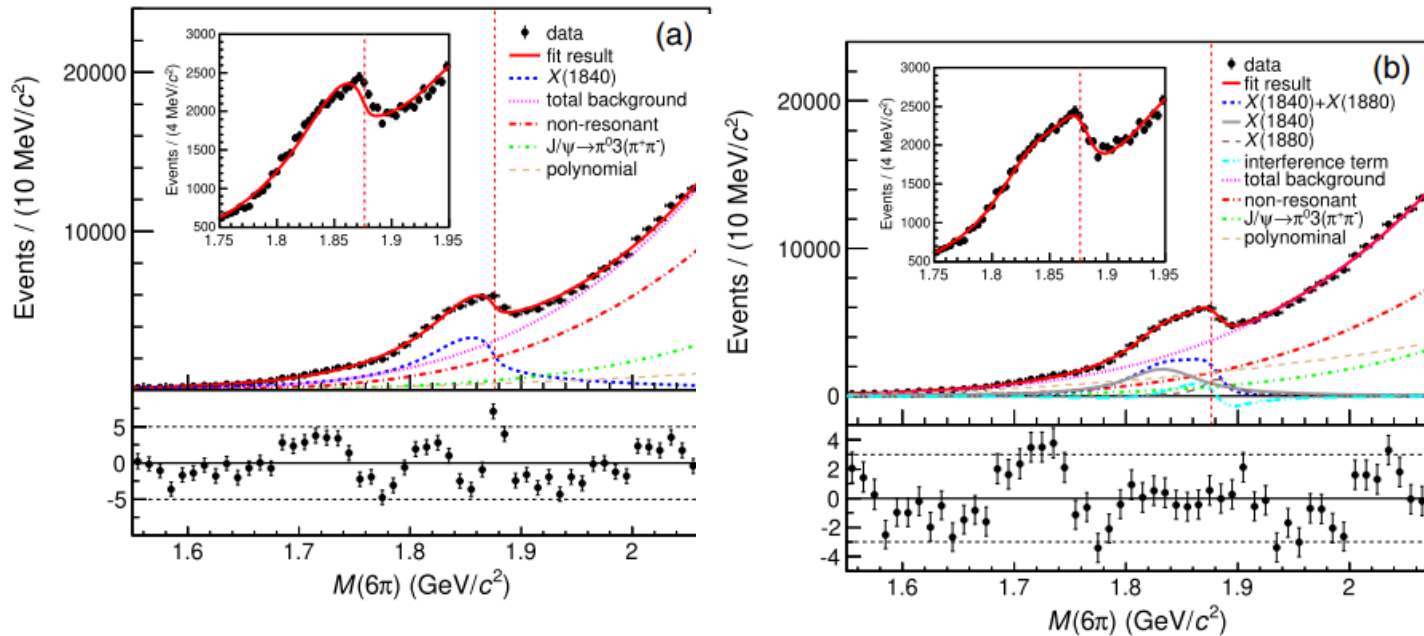 (a)
data
fit result
X(1840)
total background
non-resonant
J/ψ→π⁰3(π⁺π⁻)
polynomial
Events / (10 MeV/c²)
20000
10000
Events / (4 MeV/c²)
3000
2500
2000
1500
1000
500
1.75 1.8 1.85 1.9 1.95
5
0
-5
1.6 1.7 1.8 1.9 2
M(6π) (GeV/c²)
(b)
data
fit result
X(1840)+X(1880)
X(1840)
X(1880)
interference term
total background
non-resonant
J/ψ→π⁰3(π⁺π⁻)
polynominal
Events / (10 MeV/c²)
20000
10000
0
Events / (4 MeV/c²)
3000
2500
2000
1500
1000
500
1.75 1.8 1.85 1.9 1.95
4
2
0
-2
-4
1.6 1.7 1.8 1.9 2
M(6π) (GeV/c²)